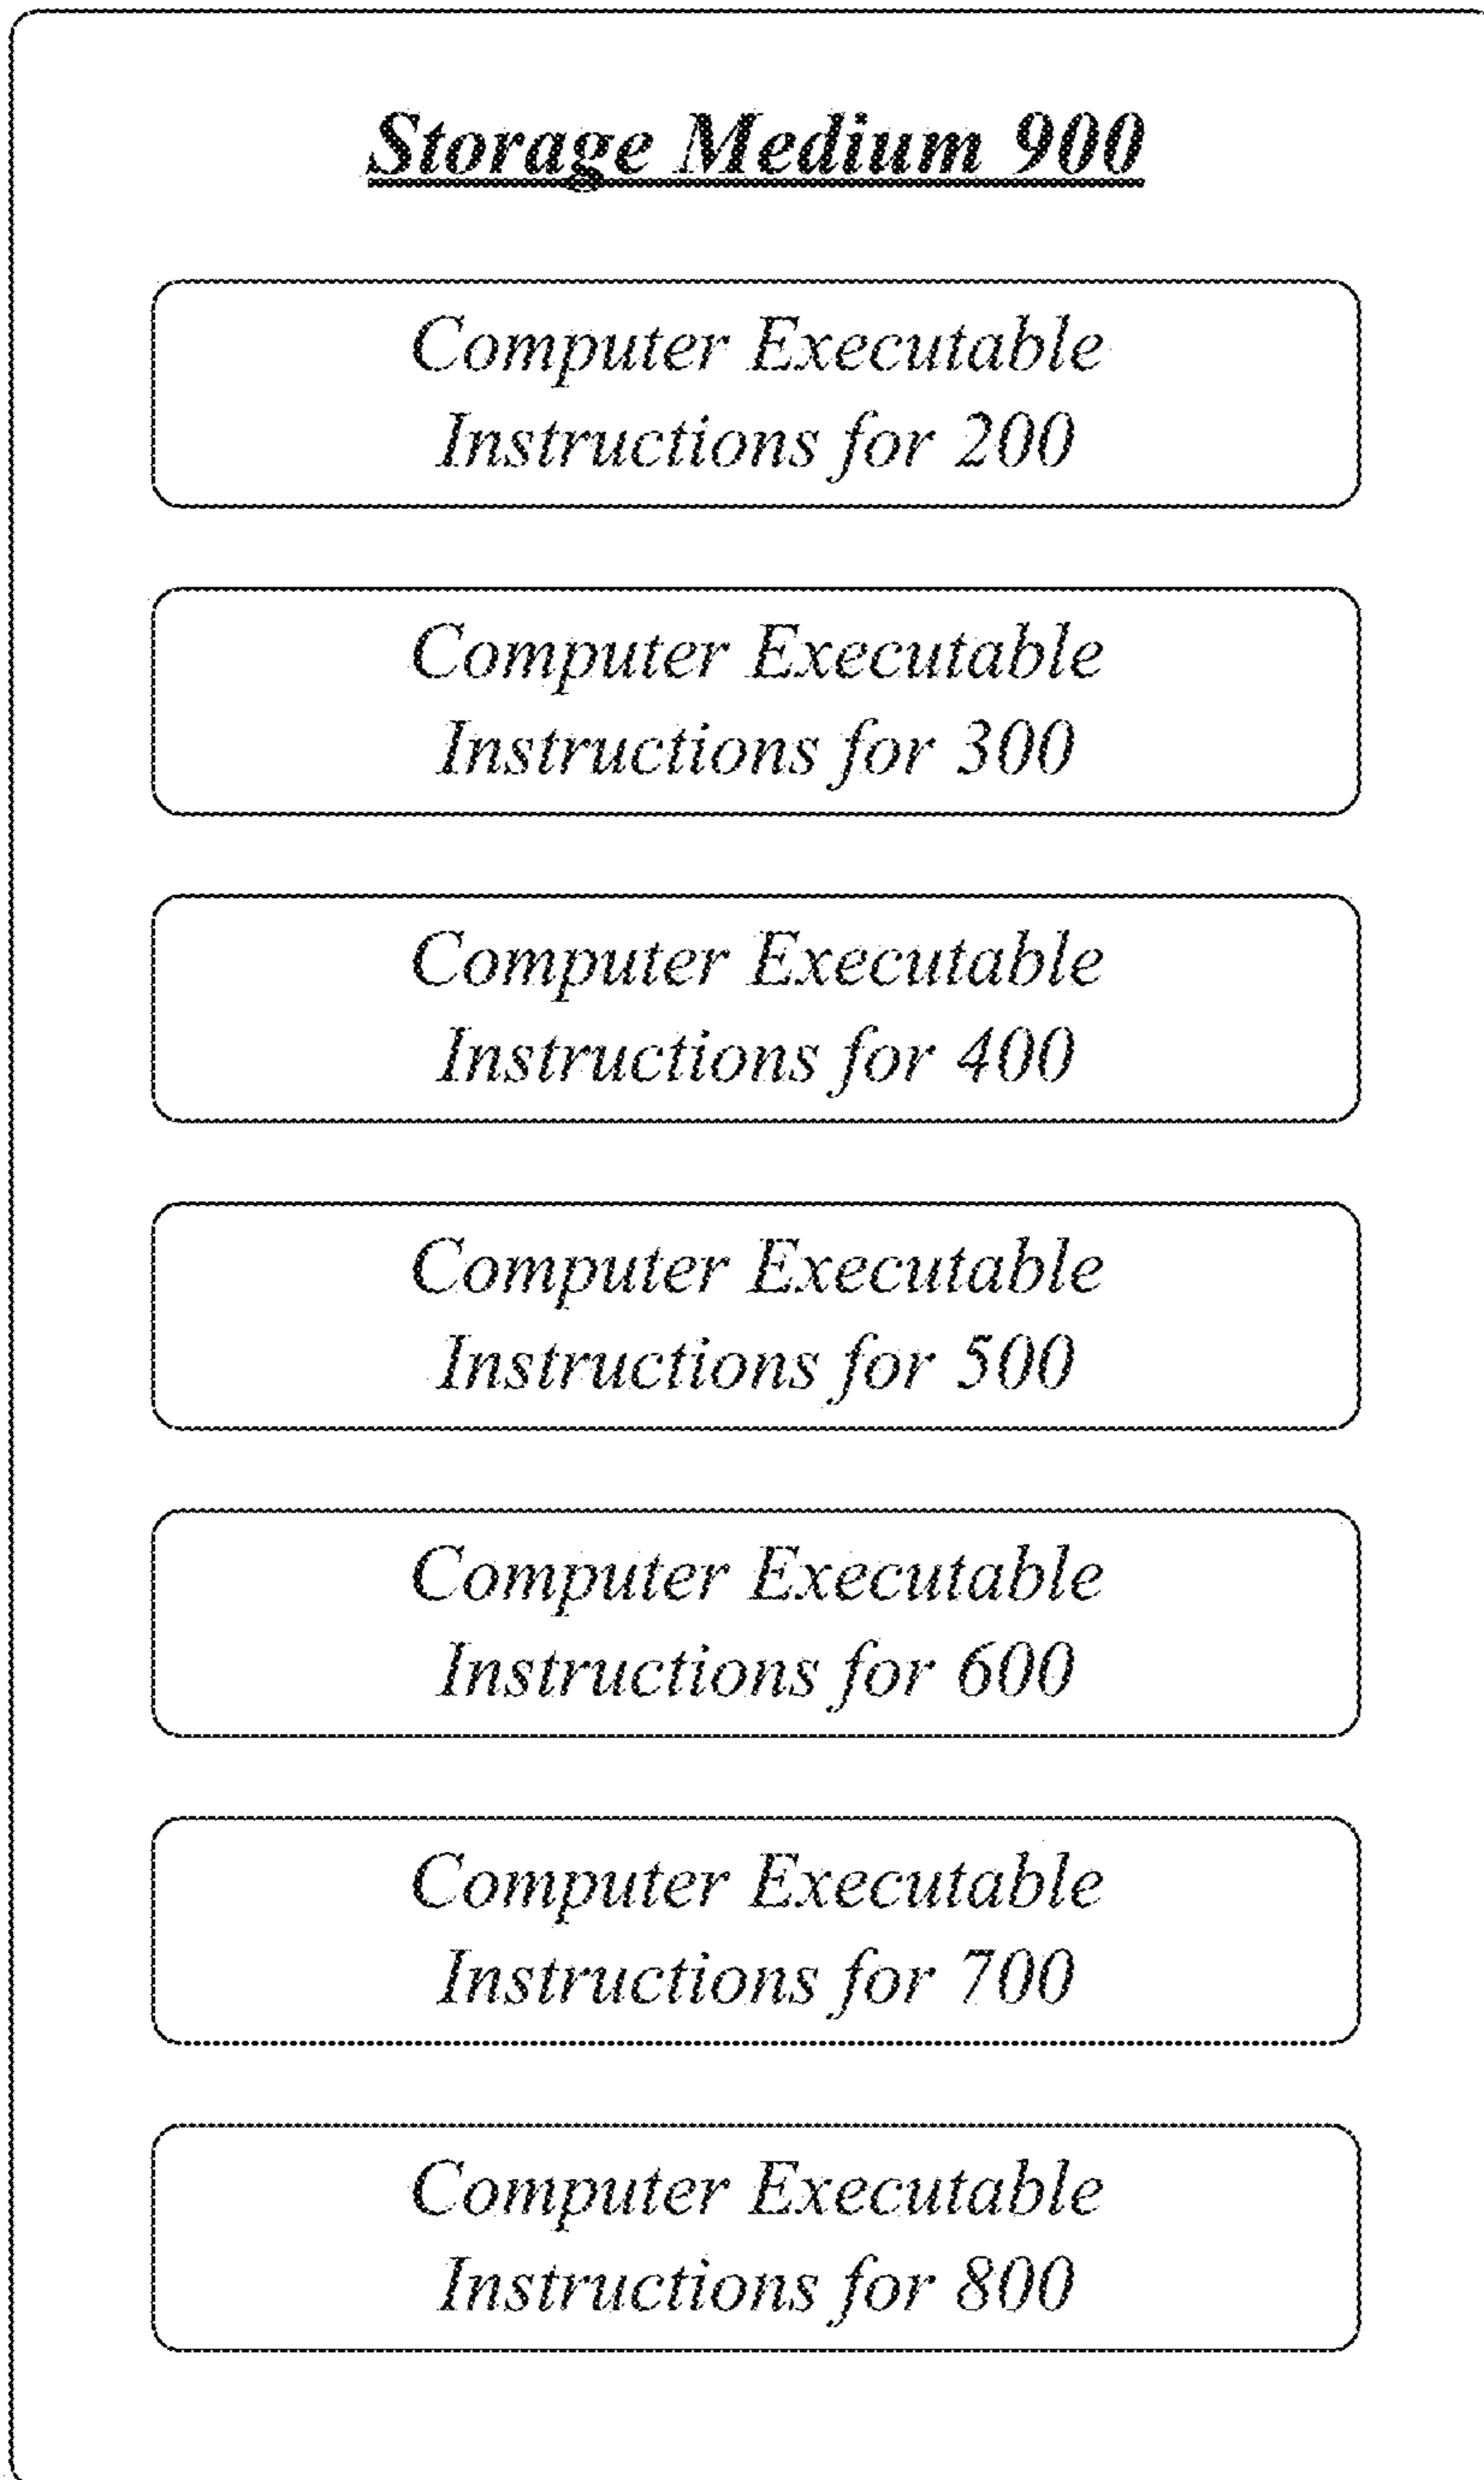 Storage Medium 900
Computer Executable
Instructions for 200
Computer Executable
Instructions for 300
Computer Executable
Instructions for 400
Computer Executable
Instructions for 500
Computer Executable
Instructions for 600
Computer Executable
Instructions for 700
Computer Executable
Instructions for 800